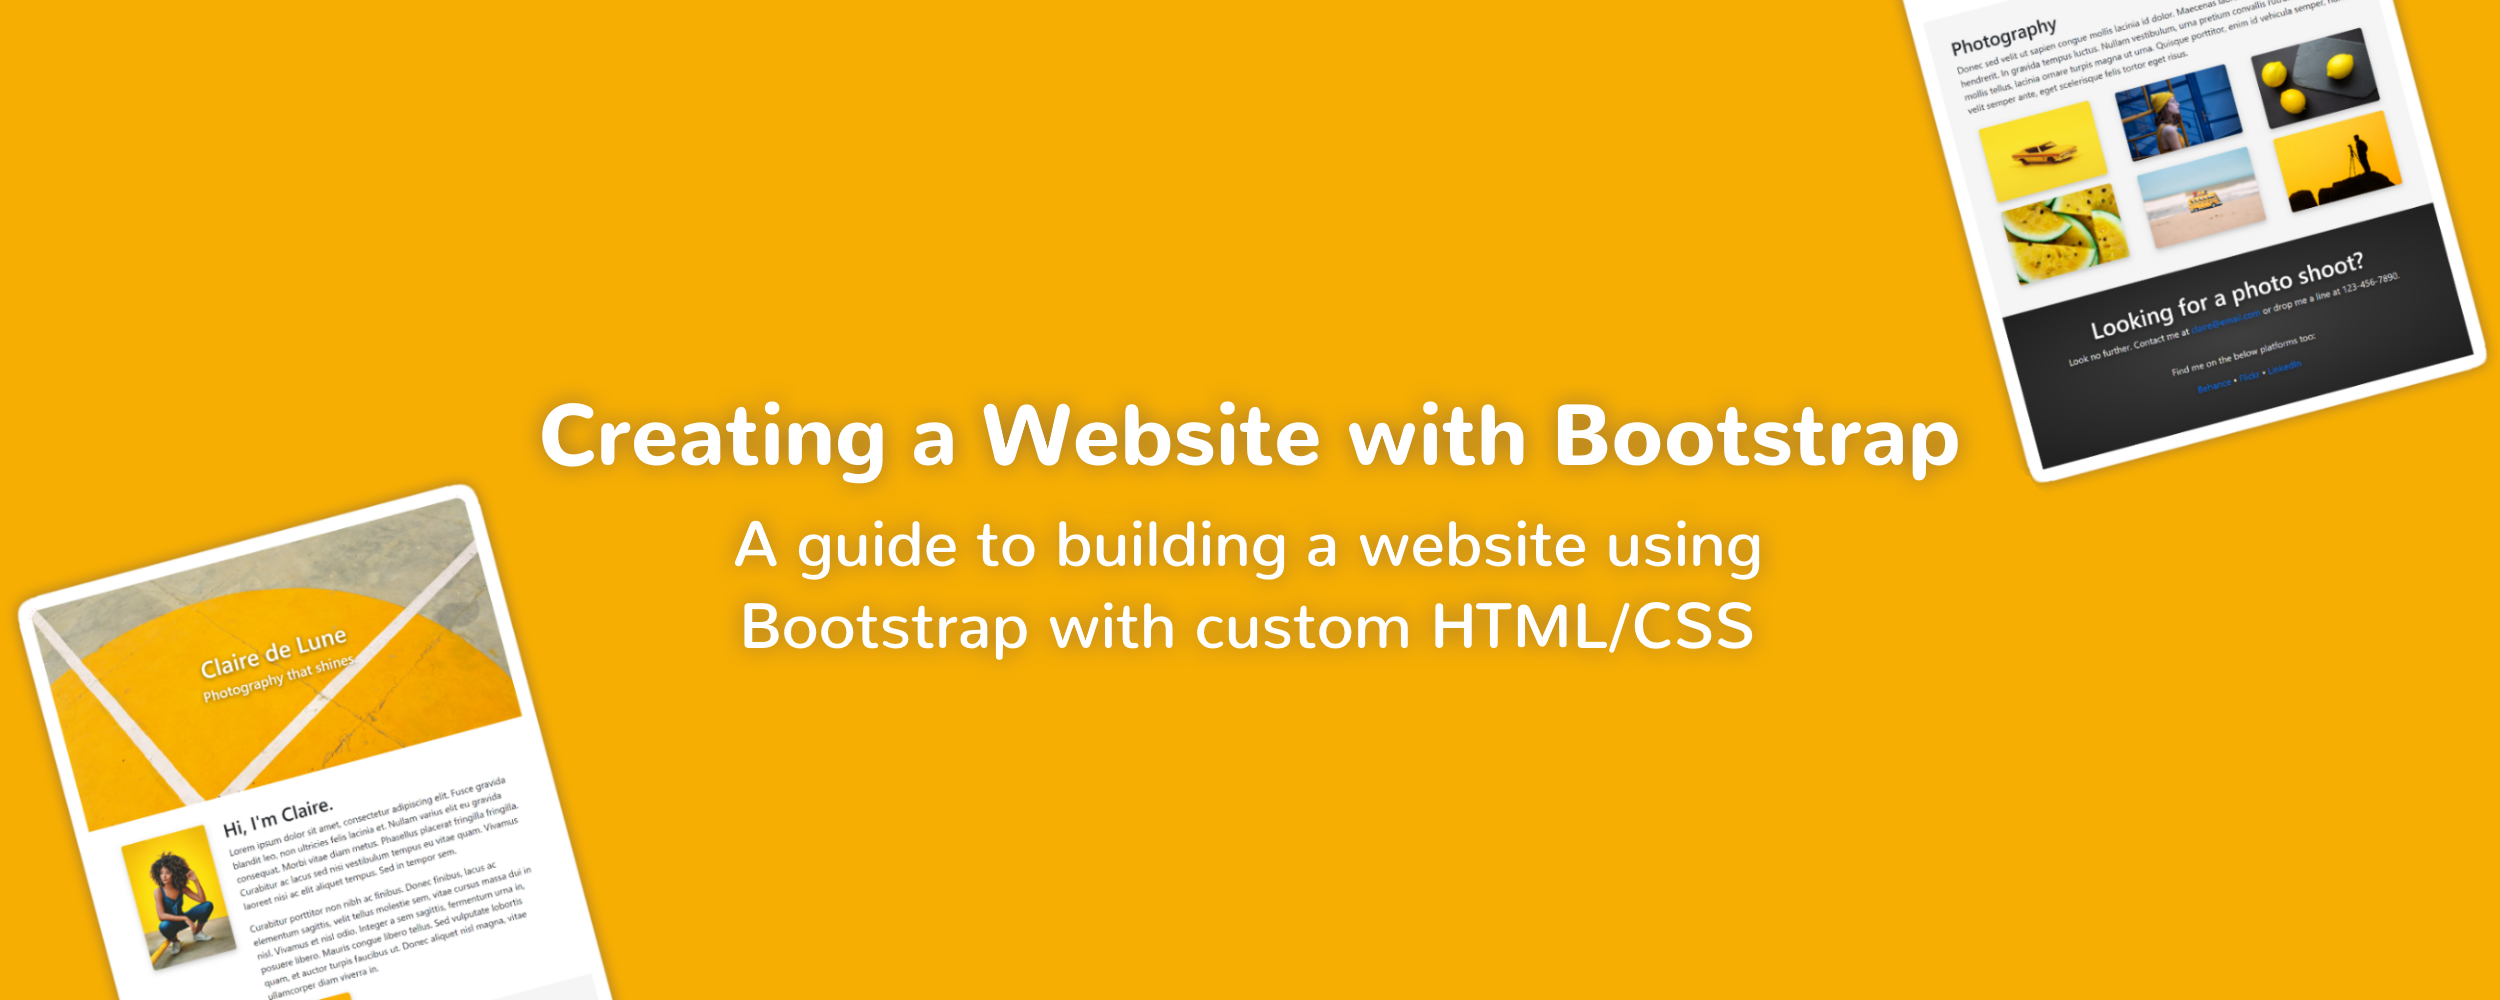 Creating a Website with Bootstrap
A guide to building a website using
Bootstrap with custom HTML/CSS
Claire de Lune
Photography that shines.
Hi, I'm Claire.
Lorem ipsum dolor sit amet, consectetur adipiscing elit. Fusce gravida
blandit leo, non ultricies felis lacinia et. Nullam varius elit eu gravida
consequat. Morbi vitae diam metus. Phasellus placerat fringilla fringilla.
Curabitur ac lacus sed nisi vestibulum tempus eu vitae quam. Vivamus
laoreet nisi ac elit aliquet tempus. Sed in tempor sem.
Curabitur porttitor non nibh ac finibus. Donec finibus, lacus ac
elementum sagittis, velit tellus molestie sem, vitae cursus massa dui in
nisl. Vivamus et nisl odio. Integer a sem sagittis, fermentum urna in,
posuere libero. Mauris congue libero tellus. Sed vulputate lobortis
quam, et auctor turpis faucibus ut. Donec aliquet nisl magna, vitae
ullamcorper diam viverra in.
Photography
Donec sed velit ut sapien congue mollis lacinia id dolor. Maecenas
hendrerit. In gravida tempus luctus. Nullam vestibulum, urna pretium convallis
mollis tellus, lacinia ornare turpis magna ut urna. Quisque porttitor, enim id vehicula semper,
velit semper ante, eget scelerisque felis tortor eget risus.
Looking for a photo shoot?
Look no further. Contact me at claire@email.com or drop me a line at 123-456-7890.
Find me on the below platforms too:
Behance • Flickr • LinkedIn